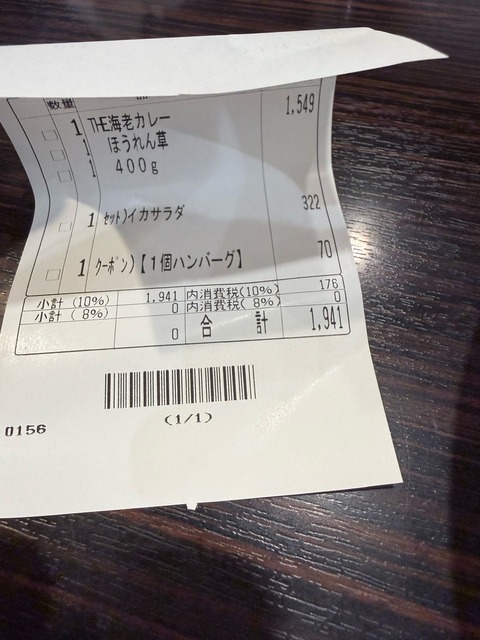 数量
1 THE海老カレー 1,549
1 ほうれん草
1 400g
1 ｾｯﾄ)イカサラダ 322
1 ｸｰﾎﾟﾝ)【1個ハンバーグ】 70
小計(10%) 1,941 内消費税(10%) 176
小計(8%) 0 内消費税(8%) 0
0 合計 1,941
(1/1)
0156